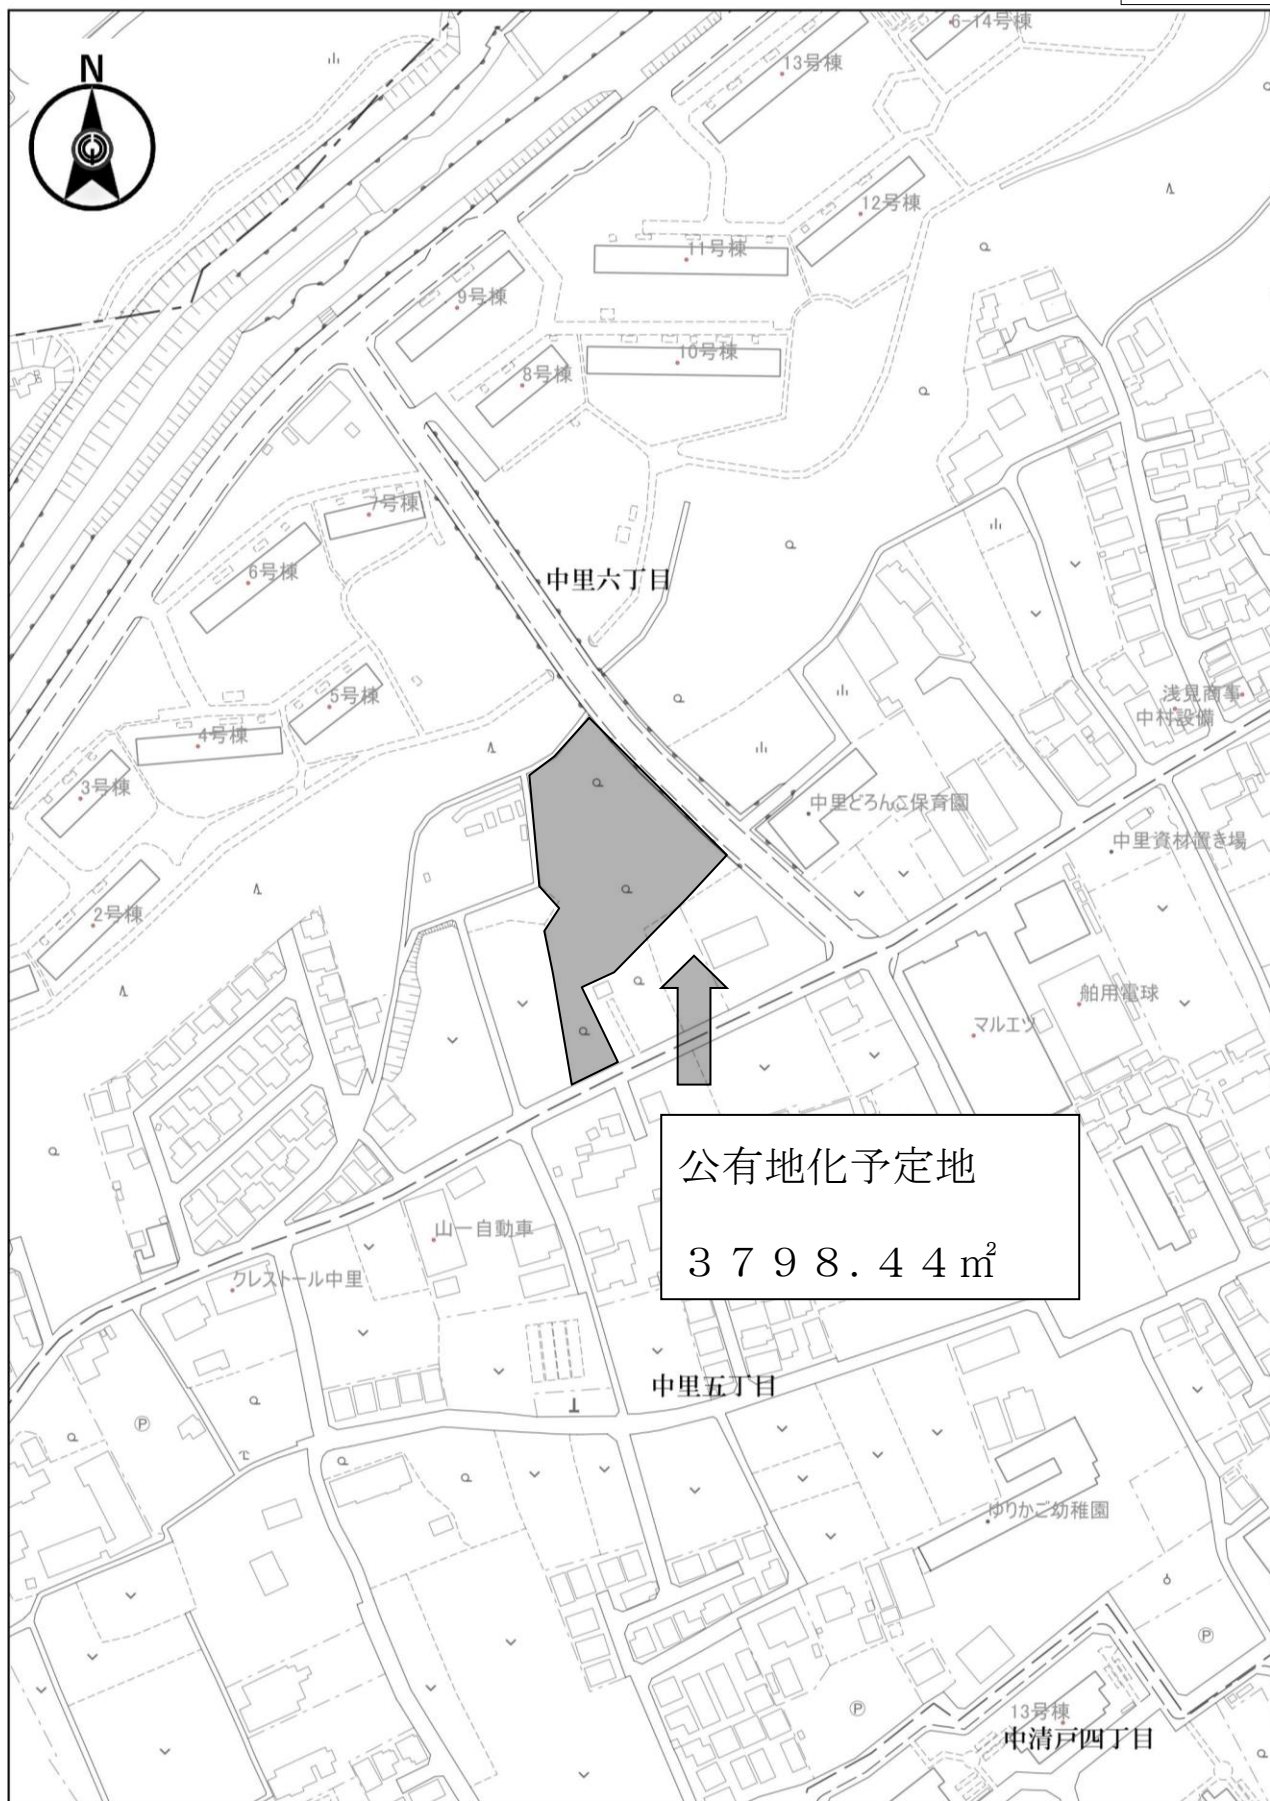 6-14号棟
13号棟
N
12号棟
11号棟
9号棟
10号棟
8号棟
7号棟
6号棟
中里六丁目
5号棟
浅見商事
中村設備
4号棟
3号棟
中里どろんこ保育園
中里資材置き場
2号棟
舶用電球
マルエツ
公有地化予定地
３７９８.４４㎡
山一自動車
クレストール中里
中里五丁目
P
ゆりかご幼稚園
P
P
13号棟
中清戸四丁目